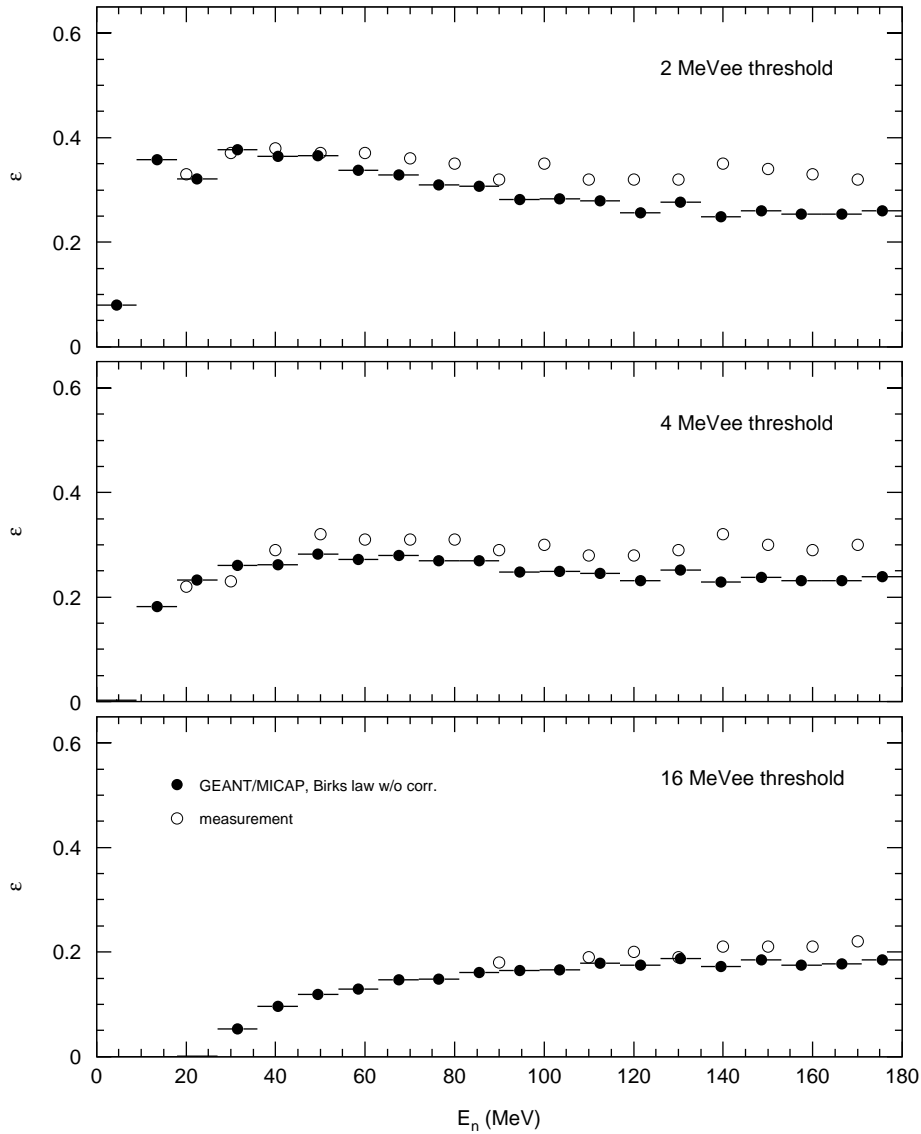 0.6
2 MeVee threshold
0.4
ε
0.2
0
0.6
4 MeVee threshold
0.4
ε
0.2
0
0.6
GEANT/MICAP, Birks law w/o corr.
16 MeVee threshold
measurement
0.4
ε
0.2
0
0 20 40 60 80 100 120 140 160 180
E_n (MeV)